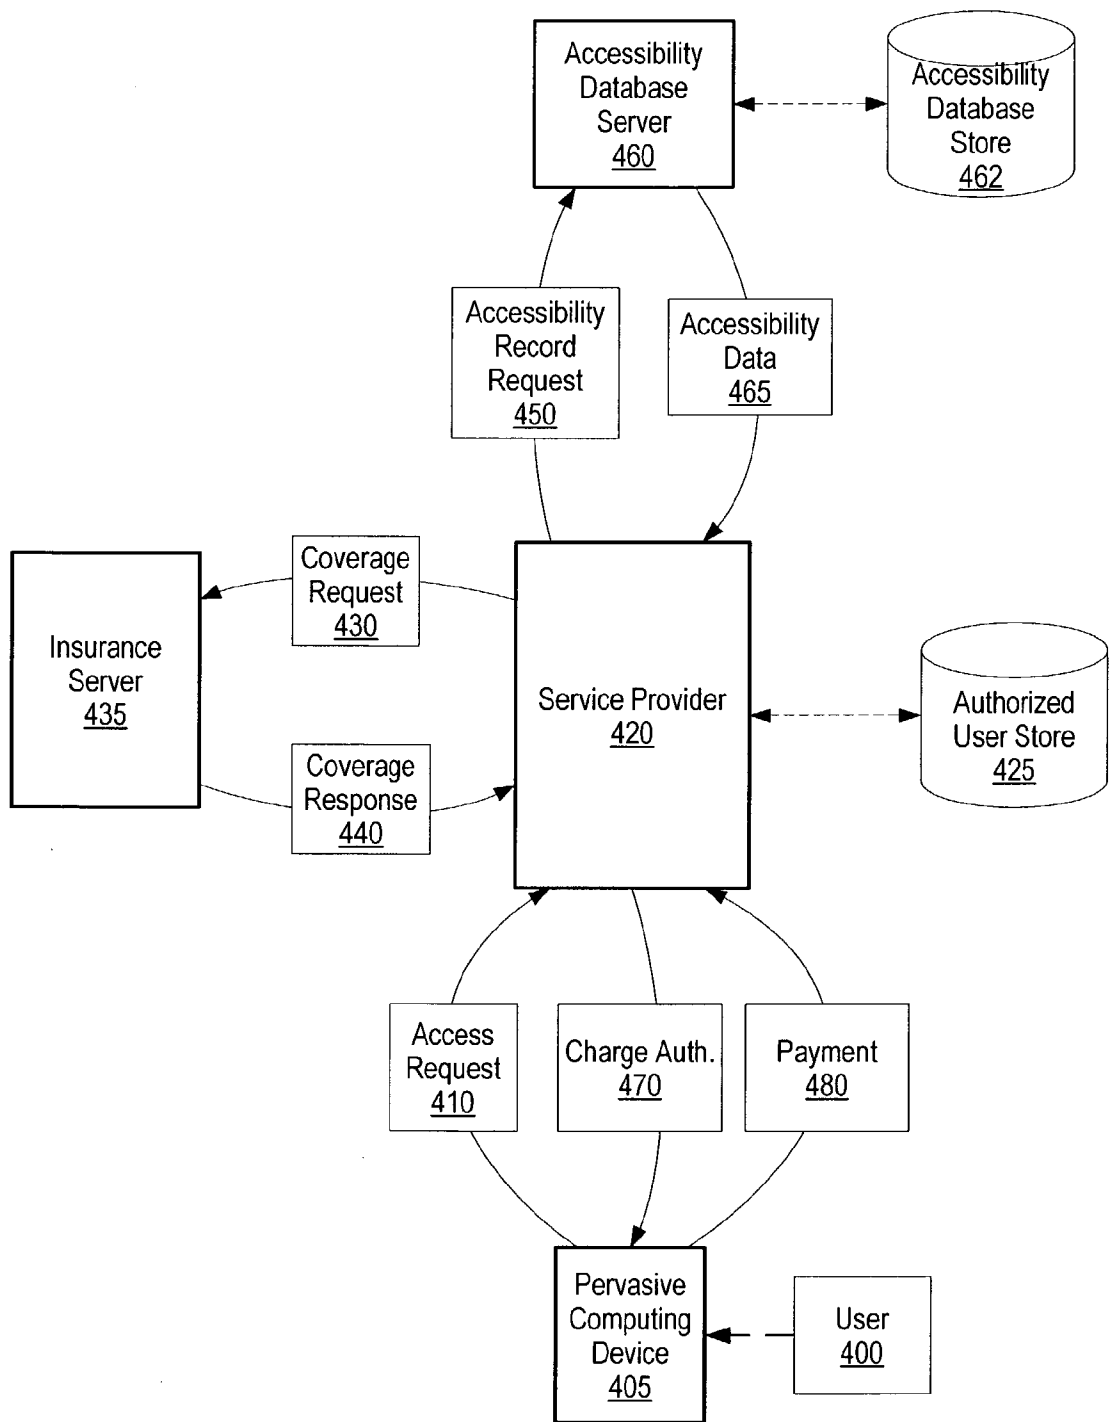 Accessibility
Database
Server
460
Accessibility
Database
Store
462
Accessibility
Record
Request
450
Accessibility
Data
465
Coverage
Request
430
Insurance
Server
435
Service Provider
420
Authorized
User Store
425
Coverage
Response
440
Access
Request
410
Charge Auth.
470
Payment
480
Pervasive
Computing
Device
405
User
400